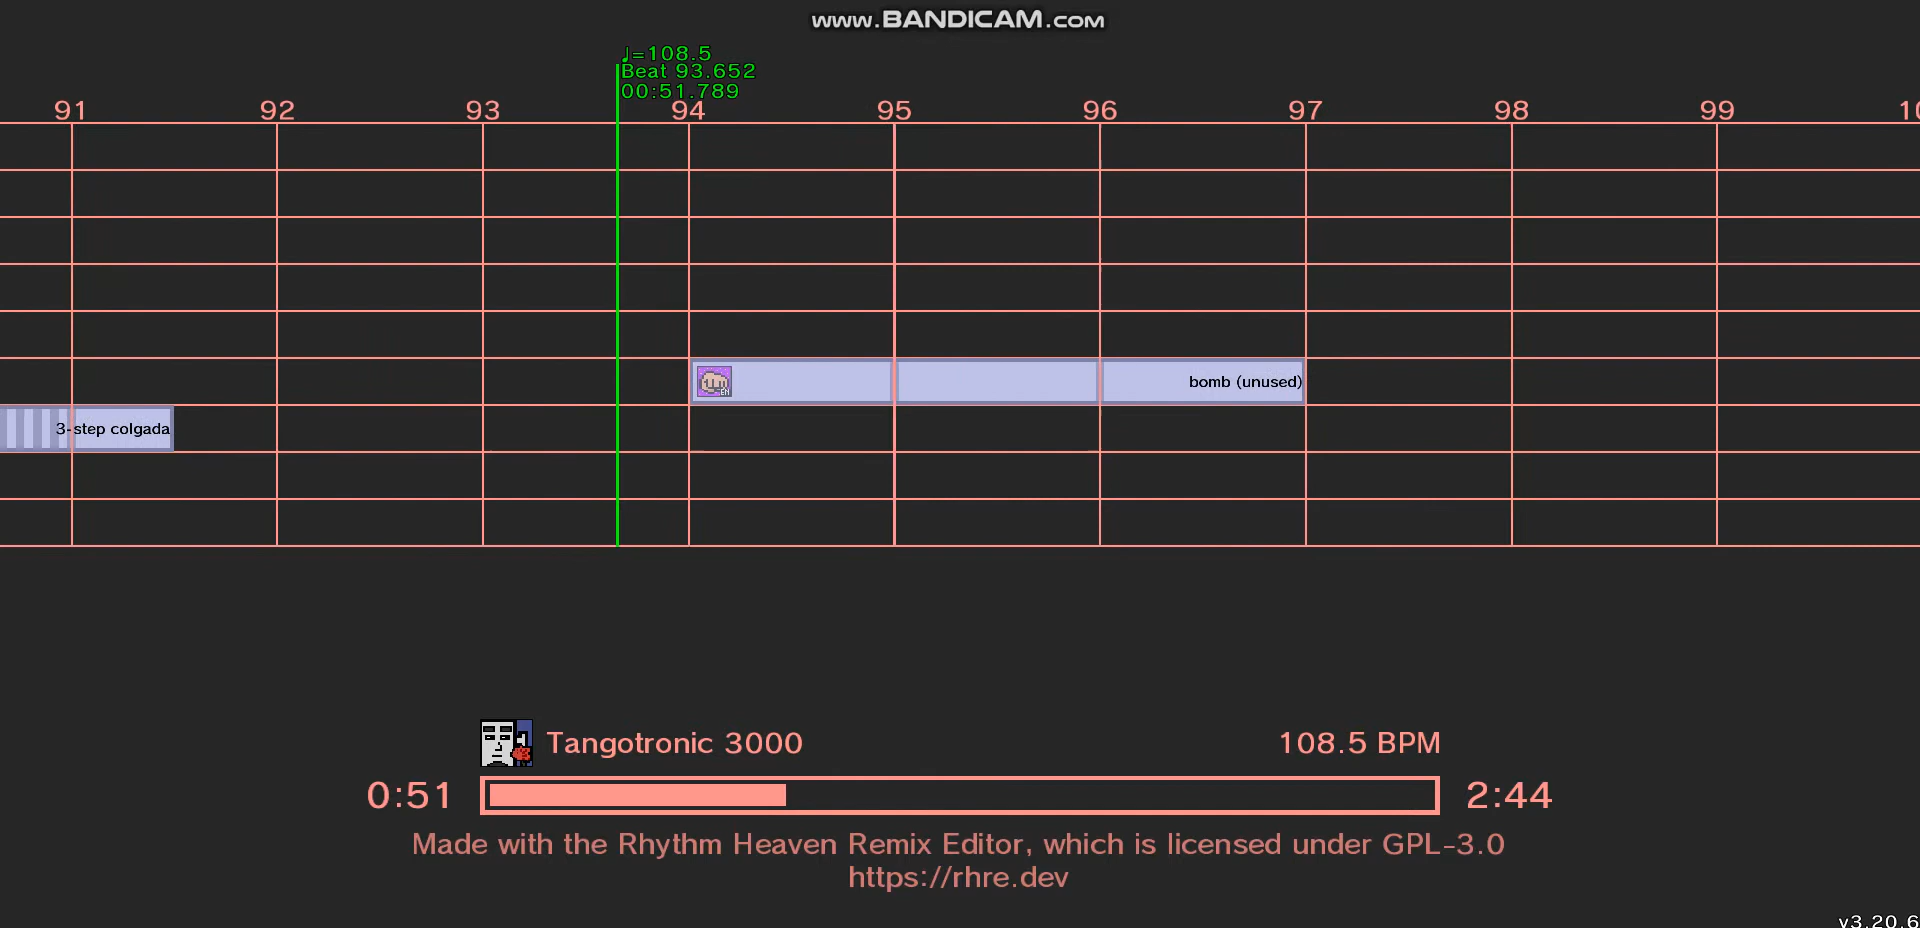 www.BANDICAM.com
♩=108.5
Beat 93.652
00:51.789
91 92 93 94 95 96 97 98 99 10
bomb (unused)
3-step colgada
Tangotronic 3000 108.5 BPM
0:51 2:44
Made with the Rhythm Heaven Remix Editor, which is licensed under GPL-3.0
https://rhre.dev
v3.20.6